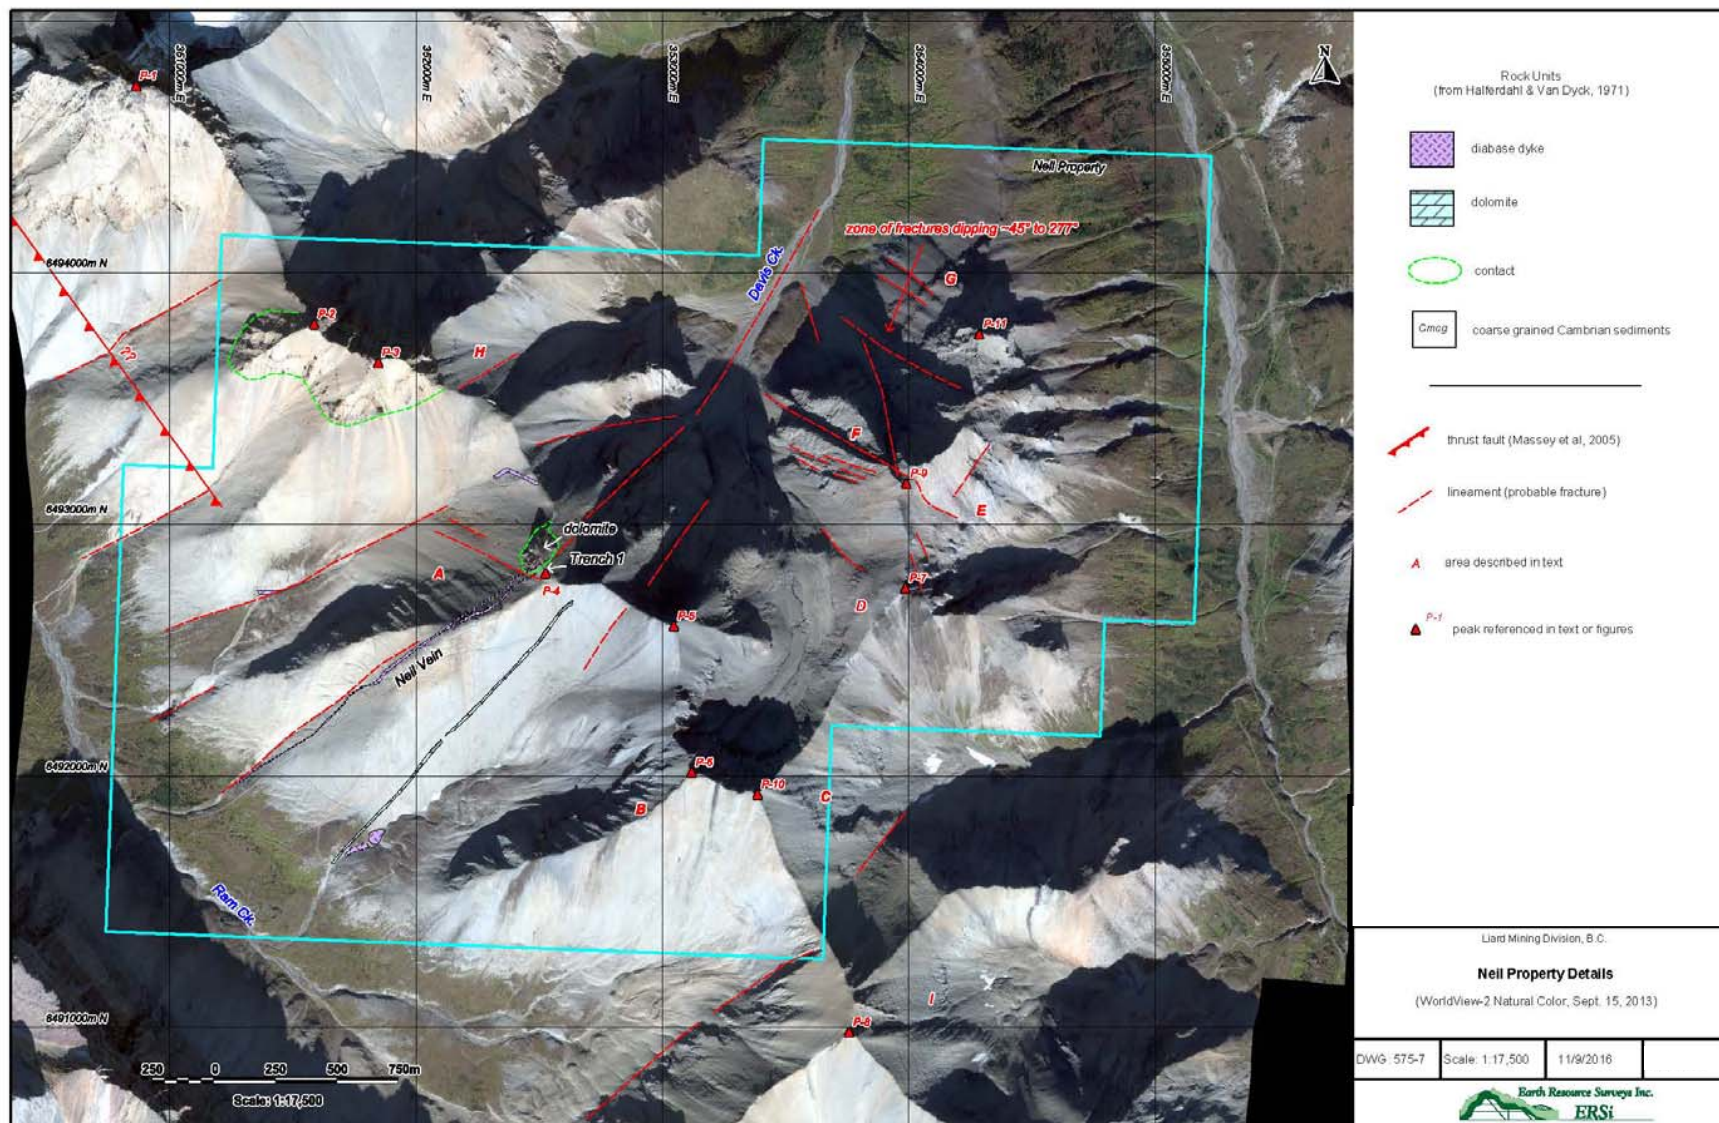 351000m E
352000m E
353000m E
354000m E
355000m E
N
P-1
Neil Property
zone of fractures dipping ~45° to 277°
Davis Ck.
6494000m N
G
P-2
P-11
??
P-3
H
F
P-9
E
6493000m N
dolomite
Trench 1
A
P-4
P-7
D
P-5
Neil Vein
6492000m N
P-6
P-10
B
C
Ram Ck.
I
6491000m N
P-8
250 0 250 500 750m
Scale: 1:17,500
Rock Units
(from Halferdahl & Van Dyck, 1971)
diabase dyke
dolomite
contact
Cmcg coarse grained Cambrian sediments
thrust fault (Massey et al, 2005)
lineament (probable fracture)
A area described in text
P-1 peak referenced in text or figures
Liard Mining Division, B.C.
Neil Property Details
(WorldView-2 Natural Color, Sept. 15, 2013)
DWG: 575-7 Scale: 1:17,500 11/9/2016
Earth Resource Surveys Inc.
ERSi